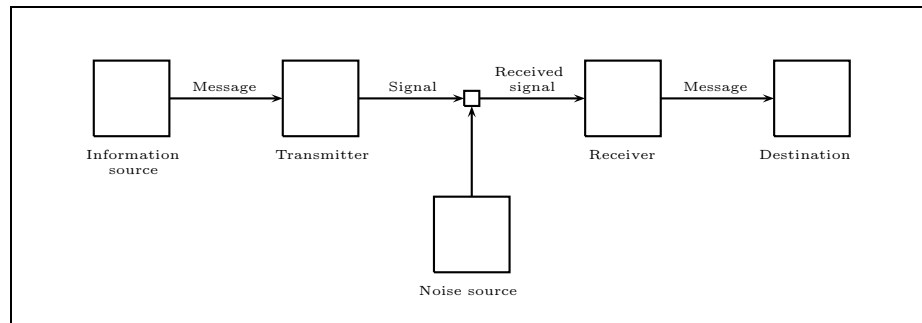 Message
Signal
Received
signal
Message
Information
source
Transmitter
Receiver
Destination
Noise source